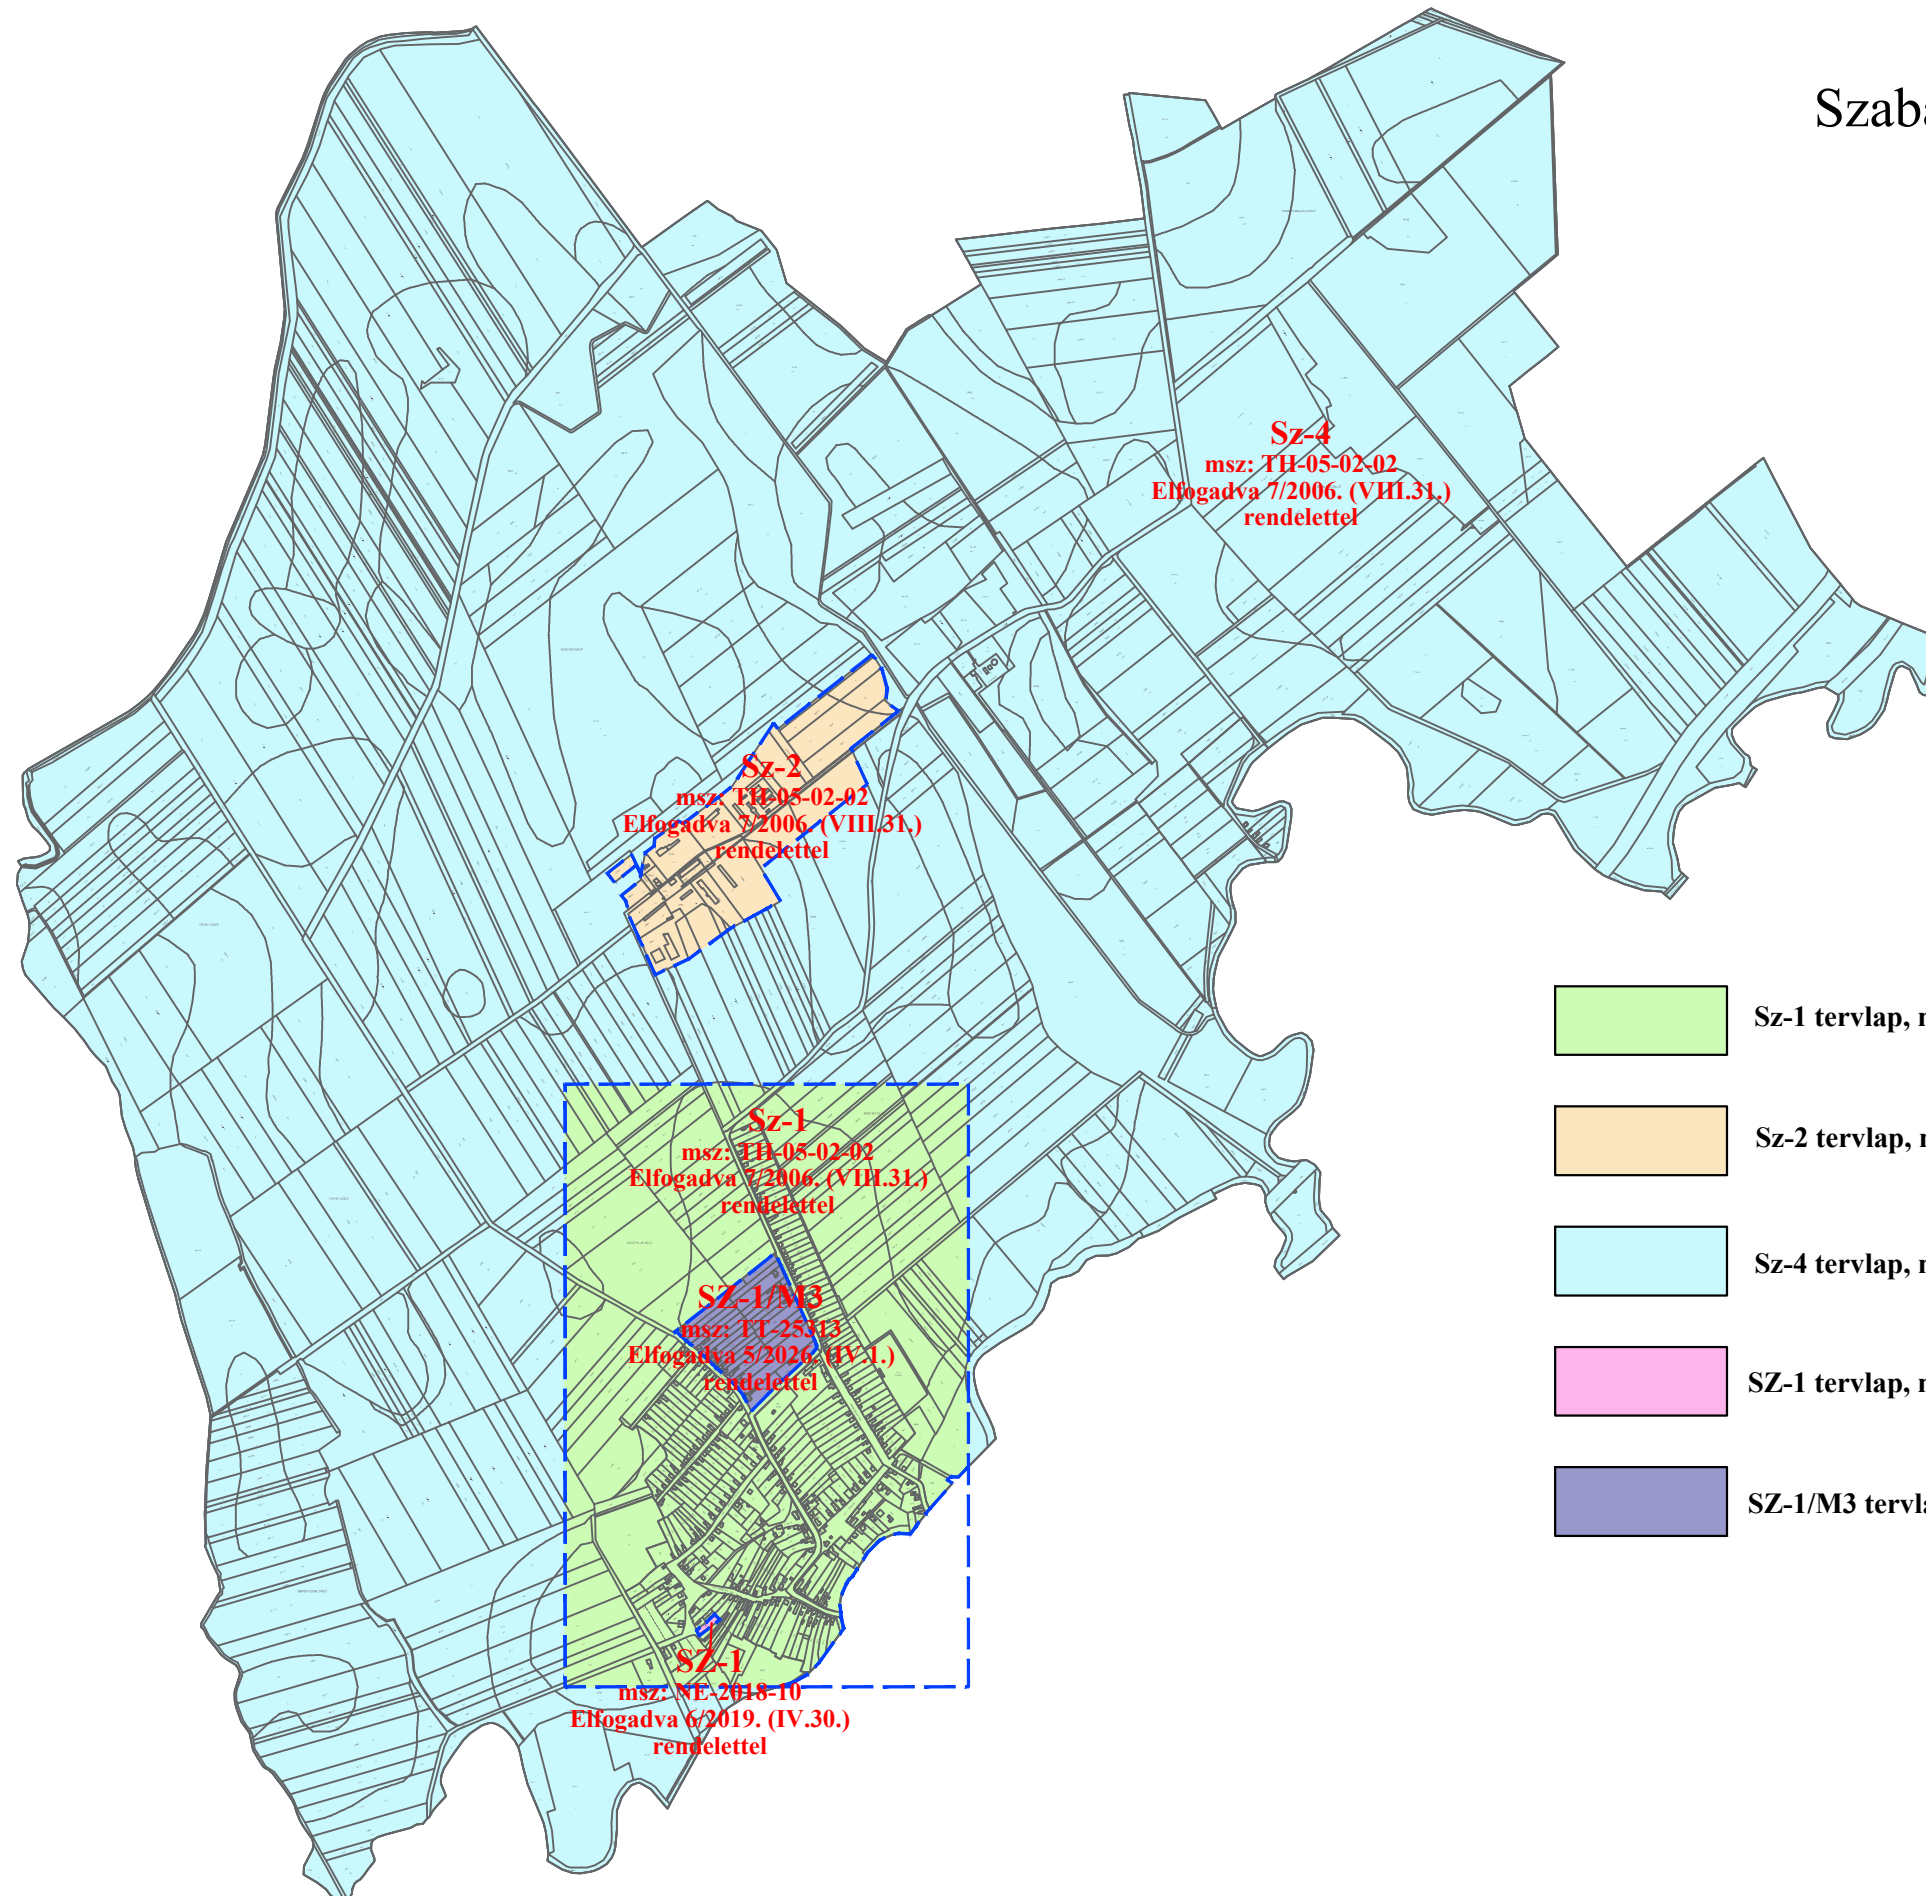 Szaba
Sz-4
msz: TH-05-02-02
Elfogadva 7/2006. (VIII.31.)
rendelettel
Sz-2
msz: TH-05-02-02
Elfogadva 7/2006. (VIII.31.)
rendelettel
Sz-1
msz: TH-05-02-02
Elfogadva 7/2006. (VIII.31.)
rendelettel
SZ-1/M3
msz: TT-25313
Elfogadva 5/2026. (IV.1.)
rendelettel
SZ-1
msz: NE-2018-10
Elfogadva 6/2019. (IV.30.)
rendelettel
Sz-1 tervlap,
Sz-2 tervlap,
Sz-4 tervlap,
SZ-1 tervlap,
SZ-1/M3 tervla